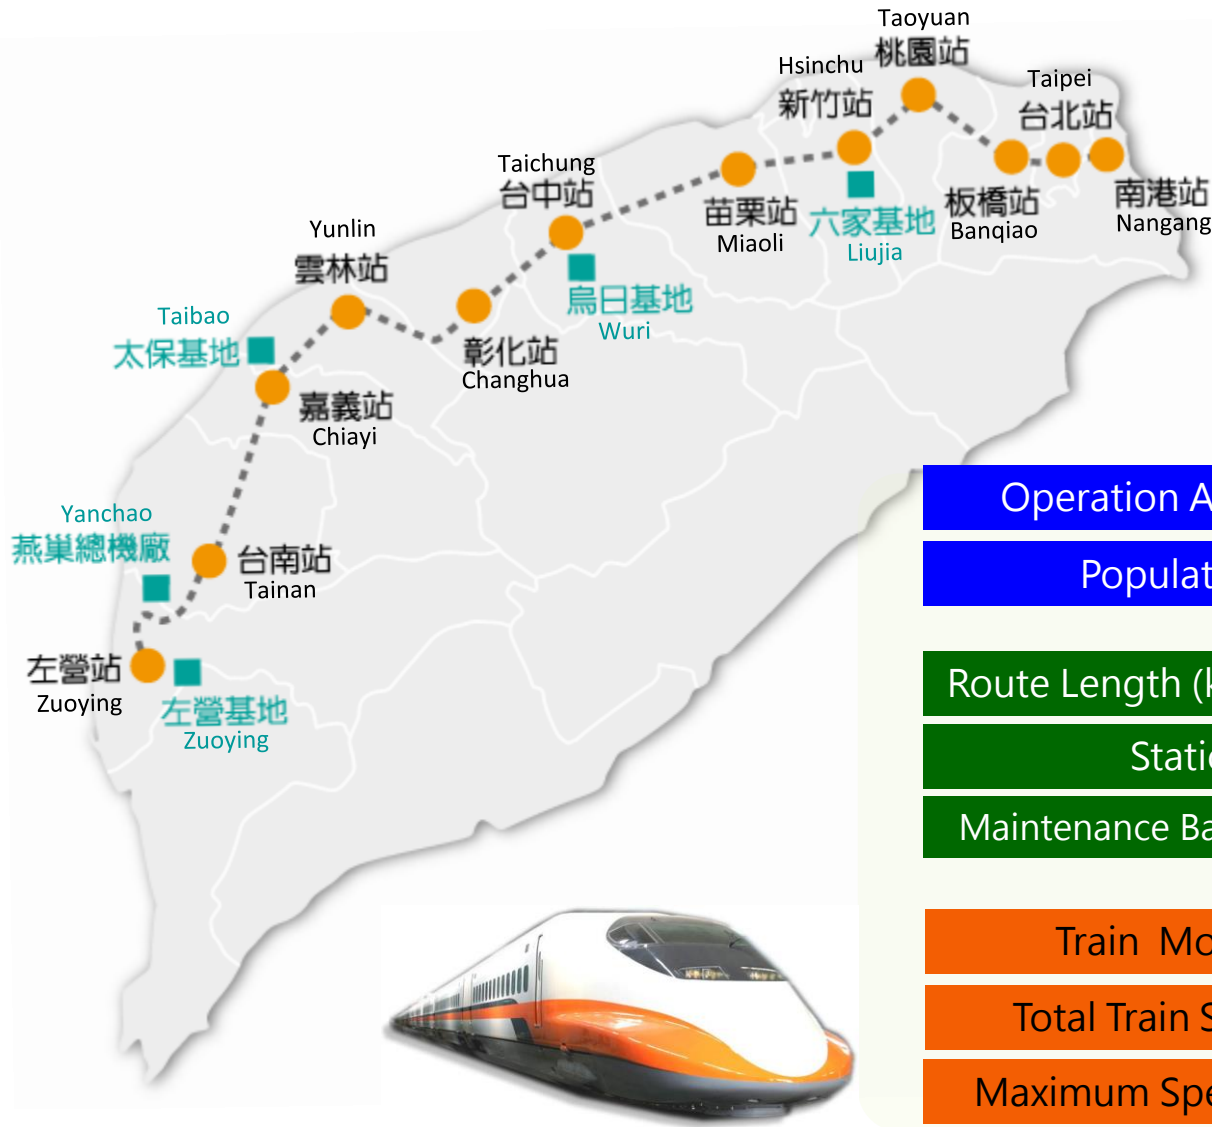 Taoyuan
桃園站
Hsinchu
新竹站
Taipei
台北站
Taichung
台中站
苗栗站
Miaoli
六家基地
Liujia
板橋站
Banqiao
南港站
Nangang
Yunlin
雲林站
烏日基地
Wuri
Taibao
太保基地
彰化站
Changhua
嘉義站
Chiayi
Yanchao
燕巢總機廠
台南站
Tainan
左營站
Zuoying
左營基地
Zuoying
Operation A
Populat
Route Length (k
Stati
Maintenance Ba
Train Mo
Total Train S
Maximum Spe